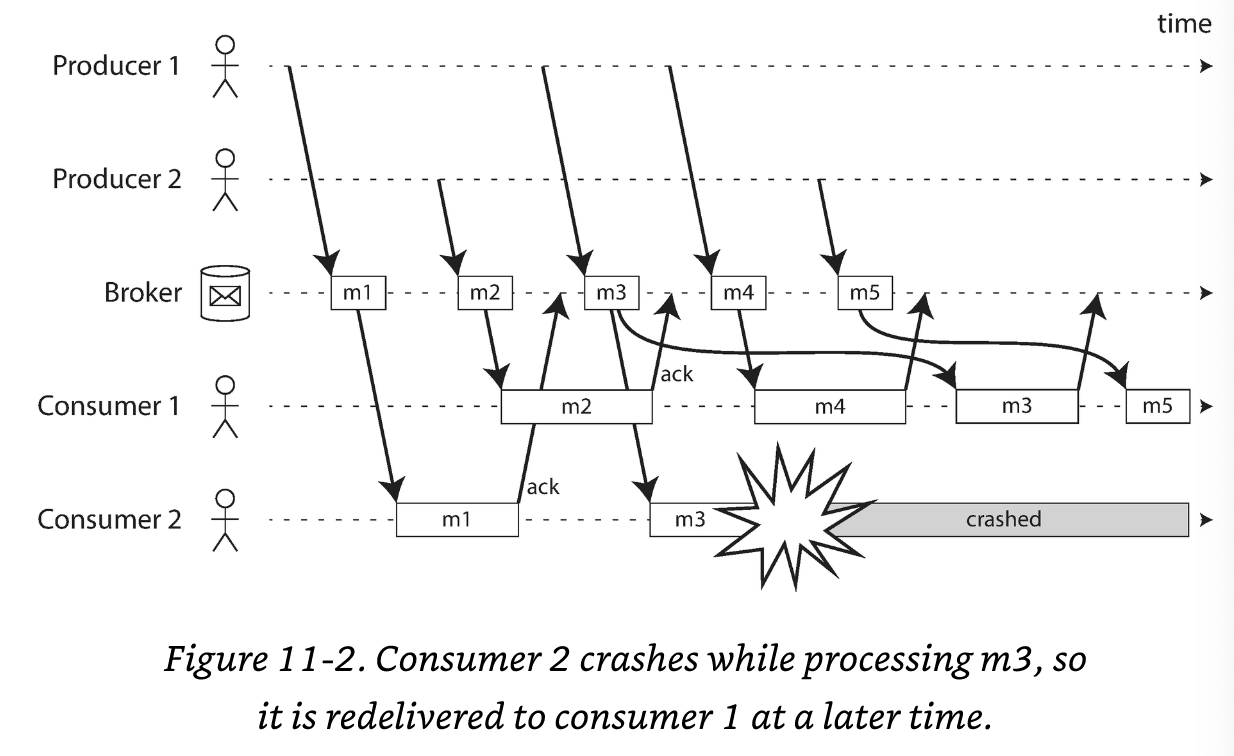 time
Producer 1
Producer 2
Broker
m1
m2
m3
m4
m5
ack
Consumer 1
m2
m4
m3
m5
ack
Consumer 2
m1
m3
crashed
Figure 11-2. Consumer 2 crashes while processing m3, so
it is redelivered to consumer 1 at a later time.